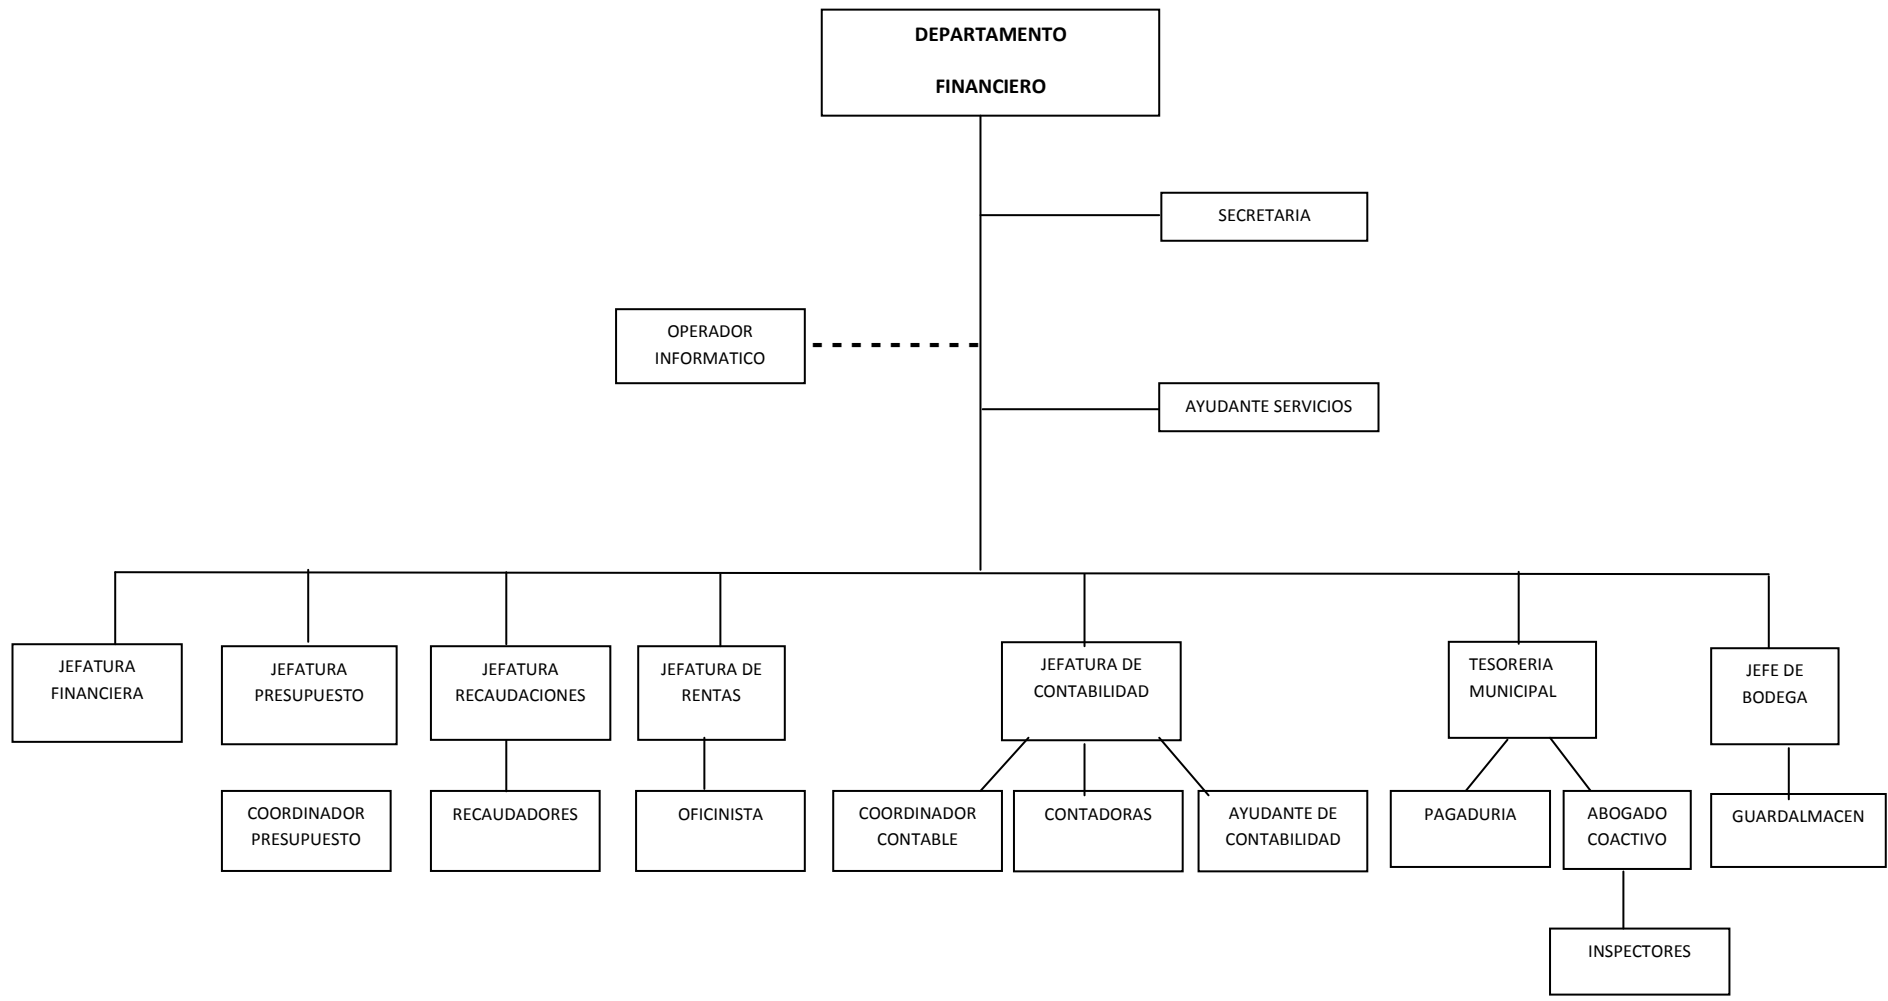 DEPARTAMENTO
FINANCIERO
SECRETARIA
OPERADOR
INFORMATICO
AYUDANTE SERVICIOS
JEFATURA
FINANCIERA
JEFATURA
PRESUPUESTO
JEFATURA
RECAUDACIONES
JEFATURA DE
RENTAS
JEFATURA DE
CONTABILIDAD
TESORERIA
MUNICIPAL
JEFE DE
BODEGA
COORDINADOR
PRESUPUESTO
RECAUDADORES
OFICINISTA
COORDINADOR
CONTABLE
CONTADORAS
AYUDANTE DE
CONTABILIDAD
PAGADURIA
ABOGADO
COACTIVO
GUARDALMACEN
INSPECTORES